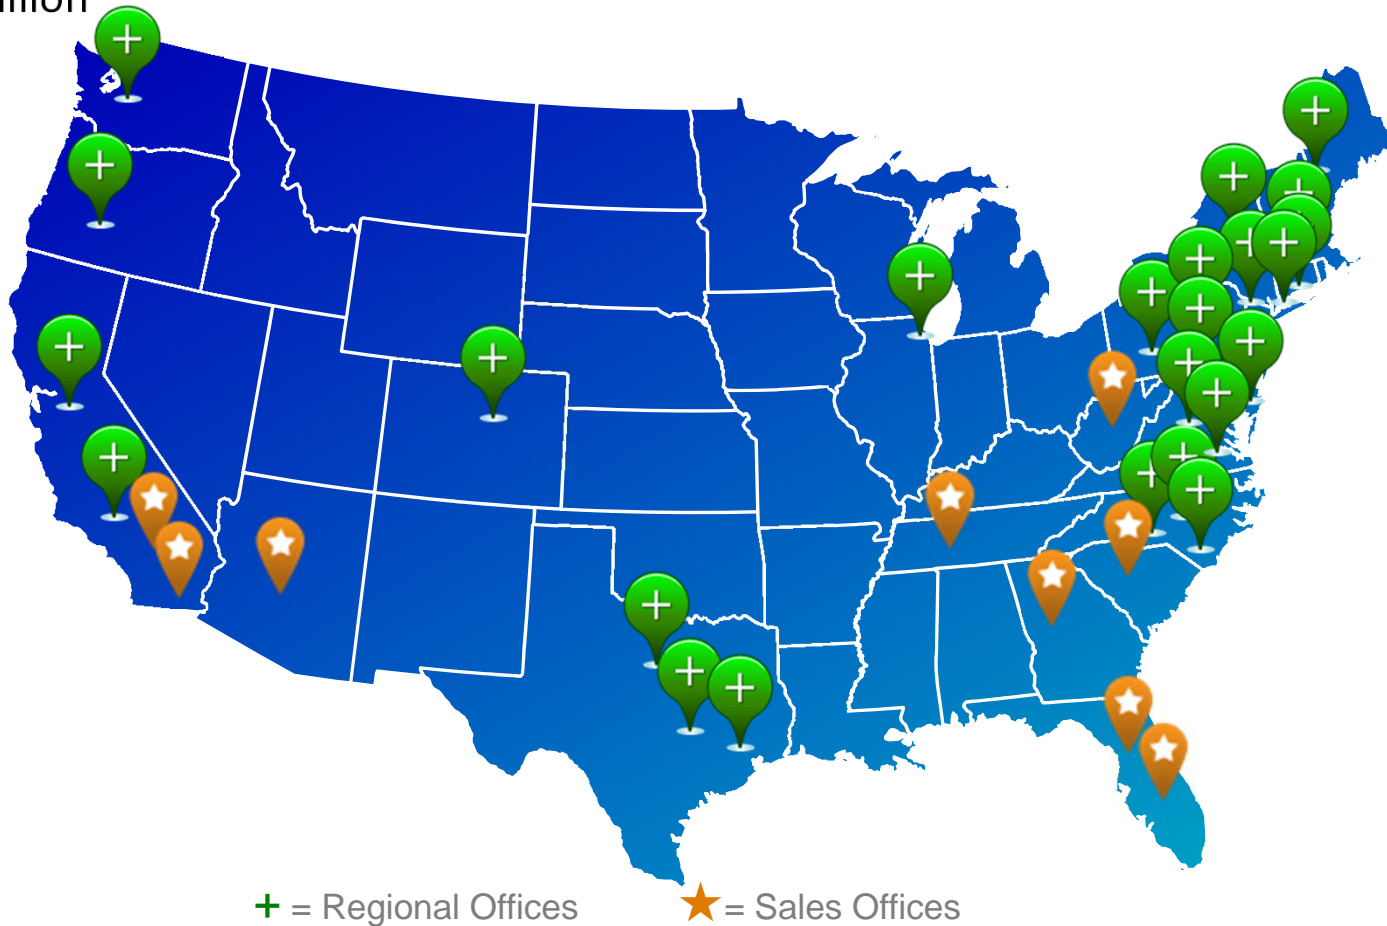 + = Regional Offices ★ = Sales Offices